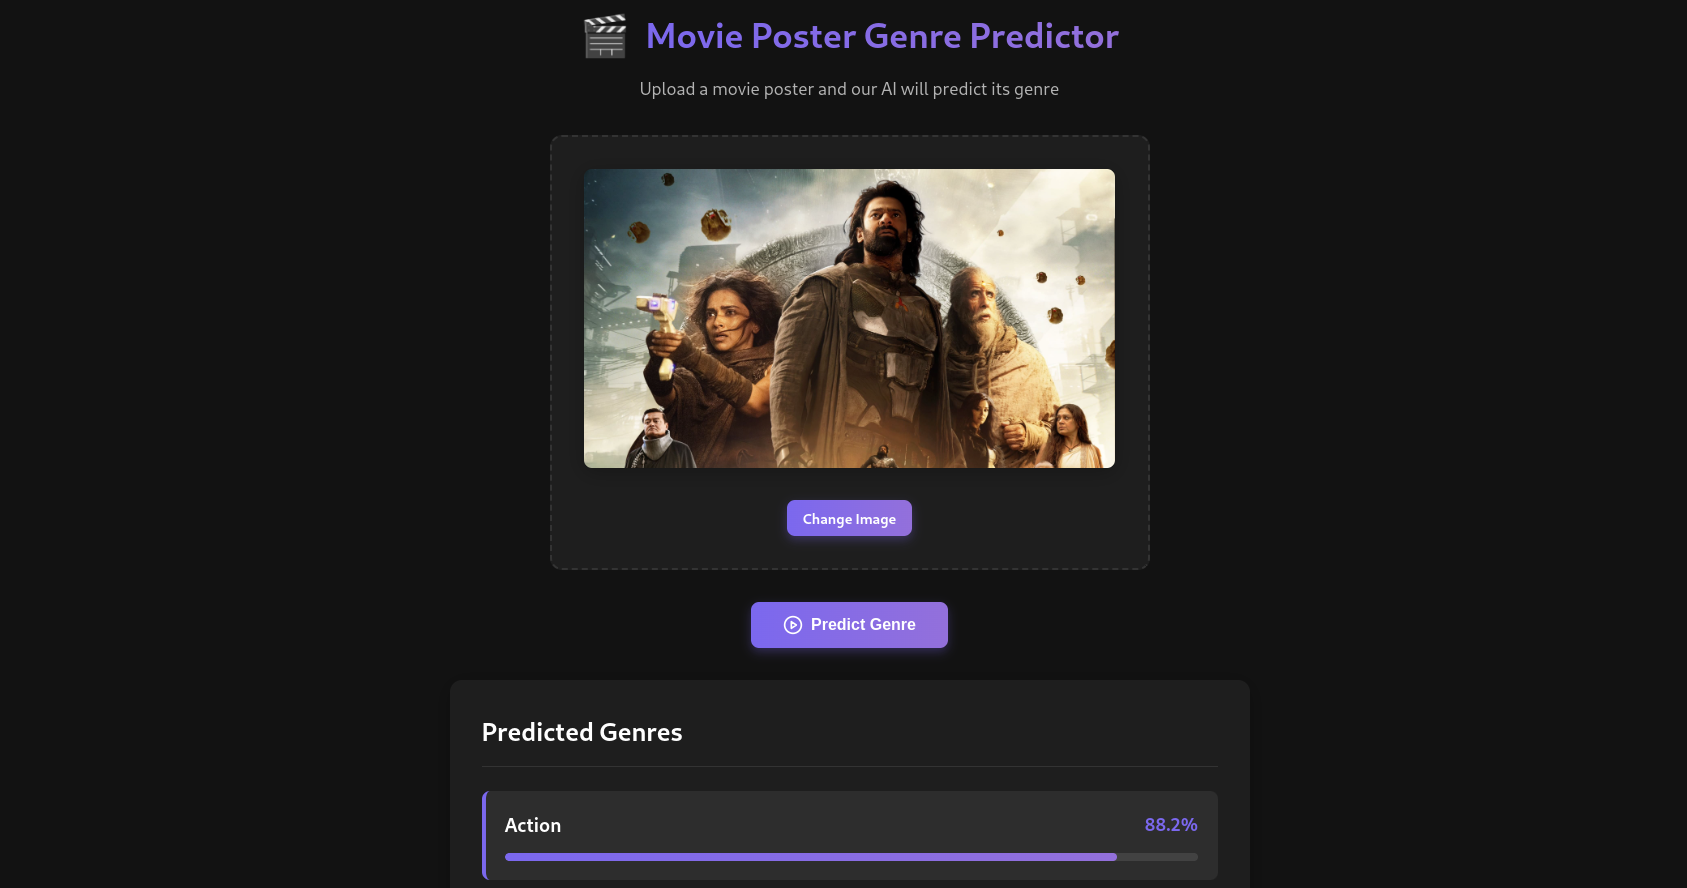 Movie Poster Genre Predictor
Upload a movie poster and our AI will predict its genre
Change Image
Predict Genre
Predicted Genres
Action 88.2%